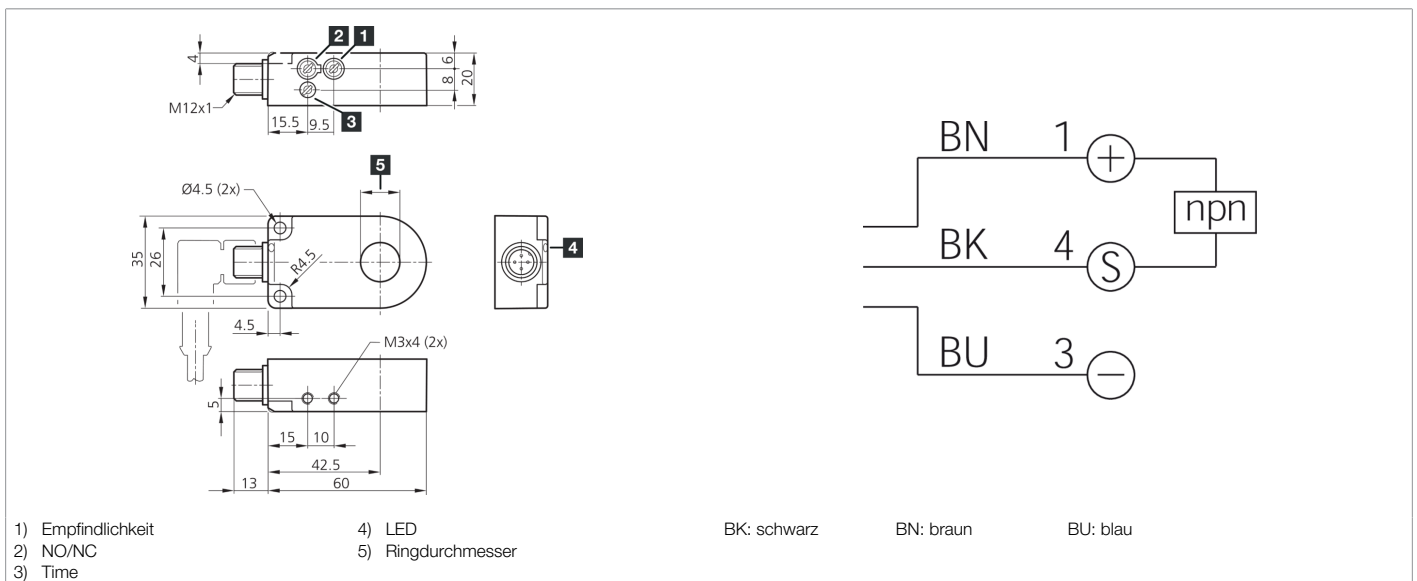 2 1
4
6
8
20
M12x1
15.5 9.5 3
5
Ø4.5 (2x)
35
26
R4.5
4
4.5
M3x4 (2x)
5
15 10
42.5
13 60
BN 1 +
npn
BK 4 S
BU 3 −
1) Empfindlichkeit
2) NO/NC
3) Time
4) LED
5) Ringdurchmesser
BK: schwarz BN: braun BU: blau